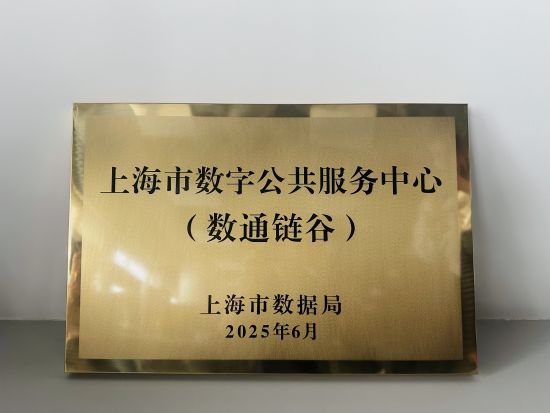 上海市数字公共服务中心
（数通链谷）
上海市数据局
2025年6月